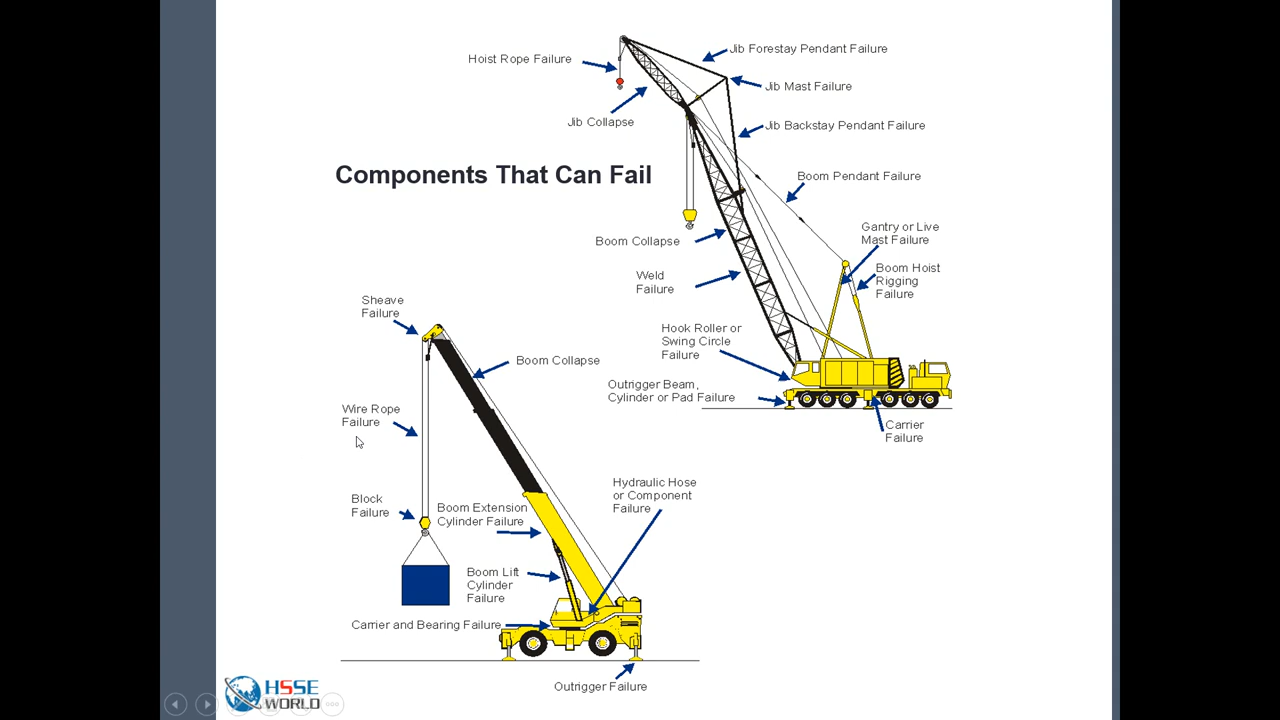 Hoist Rope Failure
Jib Forestay Pendant Failure
Jib Mast Failure
Jib Collapse
Jib Backstay Pendant Failure
Components That Can Fail
Boom Pendant Failure
Gantry or Live
Mast Failure
Boom Collapse
Boom Hoist
Rigging
Failure
Weld
Failure
Hook Roller or
Swing Circle
Failure
Outrigger Beam,
Cylinder or Pad Failure
Carrier
Failure
Sheave
Failure
Boom Collapse
Wire Rope
Failure
Hydraulic Hose
or Component
Failure
Block
Failure
Boom Extension
Cylinder Failure
Boom Lift
Cylinder
Failure
Carrier and Bearing Failure
Outrigger Failure
HSSE
WORLD